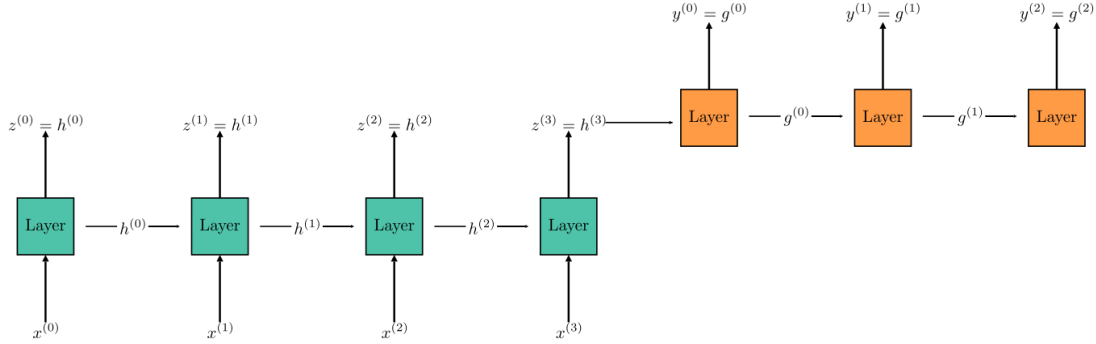 y^{(0)} = g^{(0)} y^{(1)} = g^{(1)} y^{(2)} = g^{(2)}
Layer g^{(0)} Layer g^{(1)} Layer
z^{(0)} = h^{(0)} z^{(1)} = h^{(1)} z^{(2)} = h^{(2)} z^{(3)} = h^{(3)}
Layer h^{(0)} Layer h^{(1)} Layer h^{(2)} Layer
x^{(0)} x^{(1)} x^{(2)} x^{(3)}